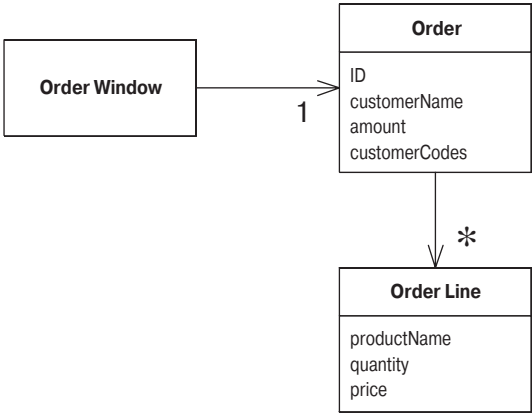 Order Window
1
Order
ID
customerName
amount
customerCodes
*
Order Line
productName
quantity
price